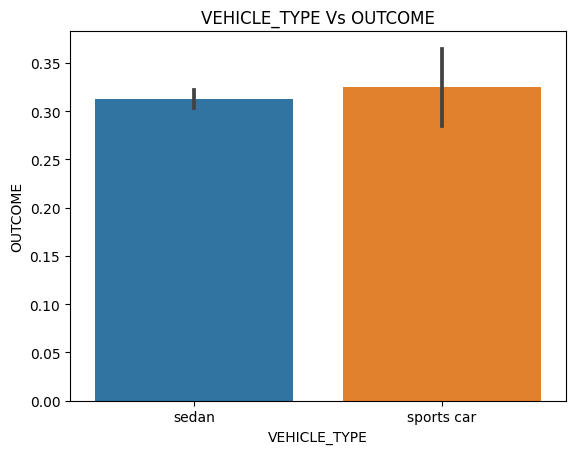 VEHICLE_TYPE Vs OUTCOME
0.35
0.30
0.25
0.20
0.15
0.10
0.05
0.00
OUTCOME
sedan
sports car
VEHICLE_TYPE